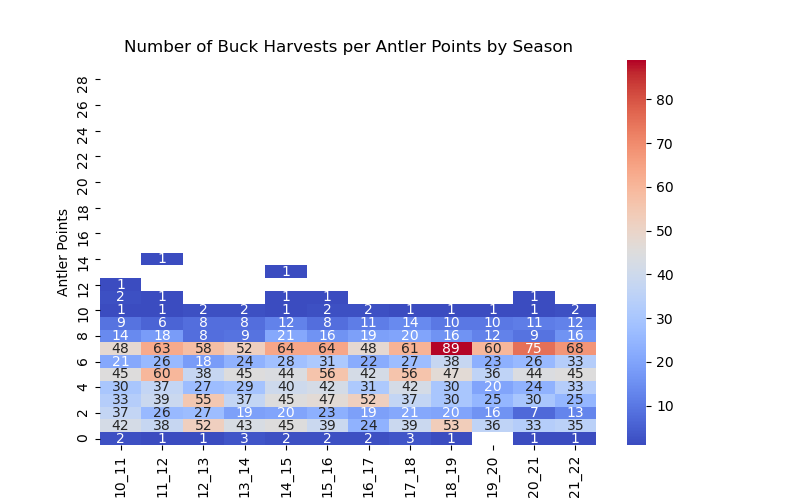 Number of Buck Harvests per Antler Points by Season
Antler Points
28
26
24
22
20
18
16
14
12
10
8
6
4
2
0
1
1
1
2 1 1 1 1
1 1 2 2 1 2 2 1 1 1 1 2
9 6 8 8 12 8 11 14 10 10 11 12
14 18 8 9 21 16 19 20 16 12 9 16
48 63 58 52 64 64 48 61 89 60 75 68
21 26 18 24 28 31 22 27 38 23 26 33
45 60 38 45 44 56 42 56 47 36 44 45
30 37 27 29 40 42 31 42 30 20 24 33
33 39 55 37 45 47 52 37 30 25 30 25
37 26 27 19 20 23 19 21 20 16 7 13
42 38 52 43 45 39 24 39 53 36 33 35
2 1 1 3 2 2 2 3 1 1 1
10_11 11_12 12_13 13_14 14_15 15_16 16_17 17_18 18_19 19_20 20_21 21_22
80
70
60
50
40
30
20
10